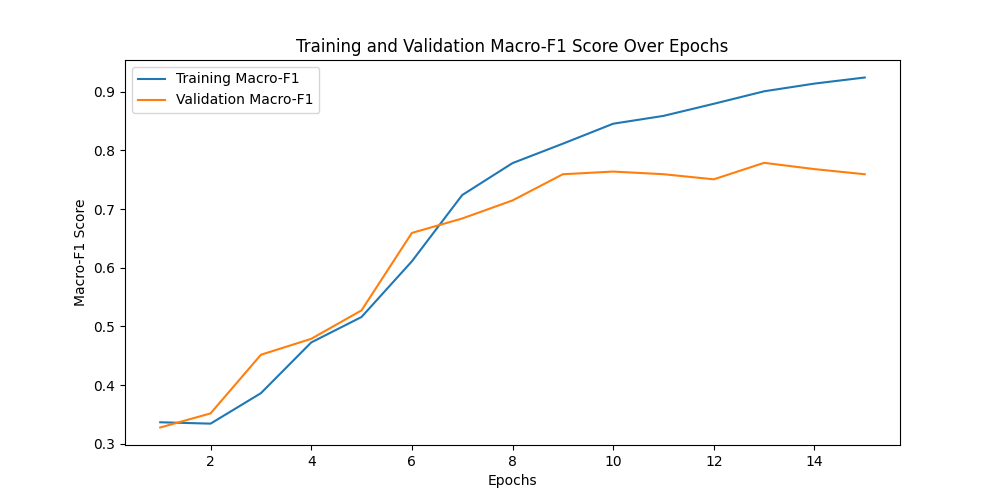 Training and Validation Macro-F1 Score Over Epochs
Training Macro-F1
Validation Macro-F1
0.9
0.8
0.7
0.6
0.5
0.4
0.3
Macro-F1 Score
2 4 6 8 10 12 14
Epochs